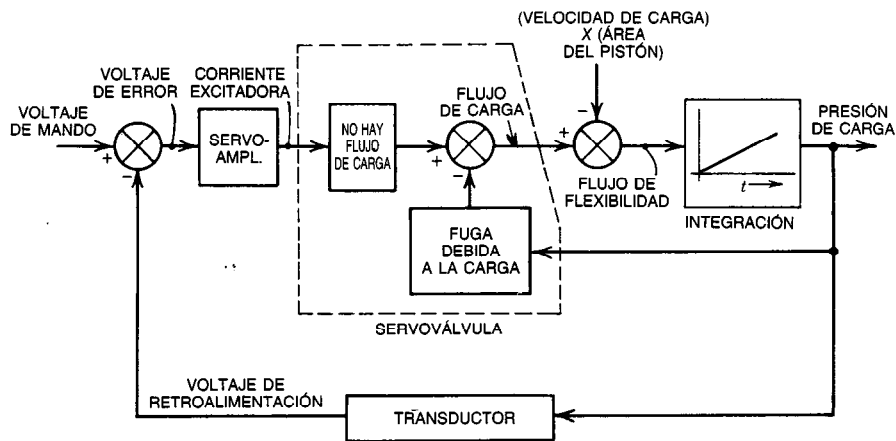 (VELOCIDAD DE CARGA)
X (ÁREA
DEL PISTÓN)
VOLTAJE
DE ERROR
CORRIENTE
EXCITADORA
FLUJO
DE CARGA
VOLTAJE
DE MANDO
PRESIÓN
DE CARGA
SERVO-
AMPL.
NO HAY
FLUJO
DE CARGA
+
−
+
−
+
−
t
FLUJO DE
FLEXIBILIDAD
INTEGRACIÓN
FUGA
DEBIDA
A LA CARGA
SERVOVÁLVULA
VOLTAJE DE
RETROALIMENTACIÓN
TRANSDUCTOR